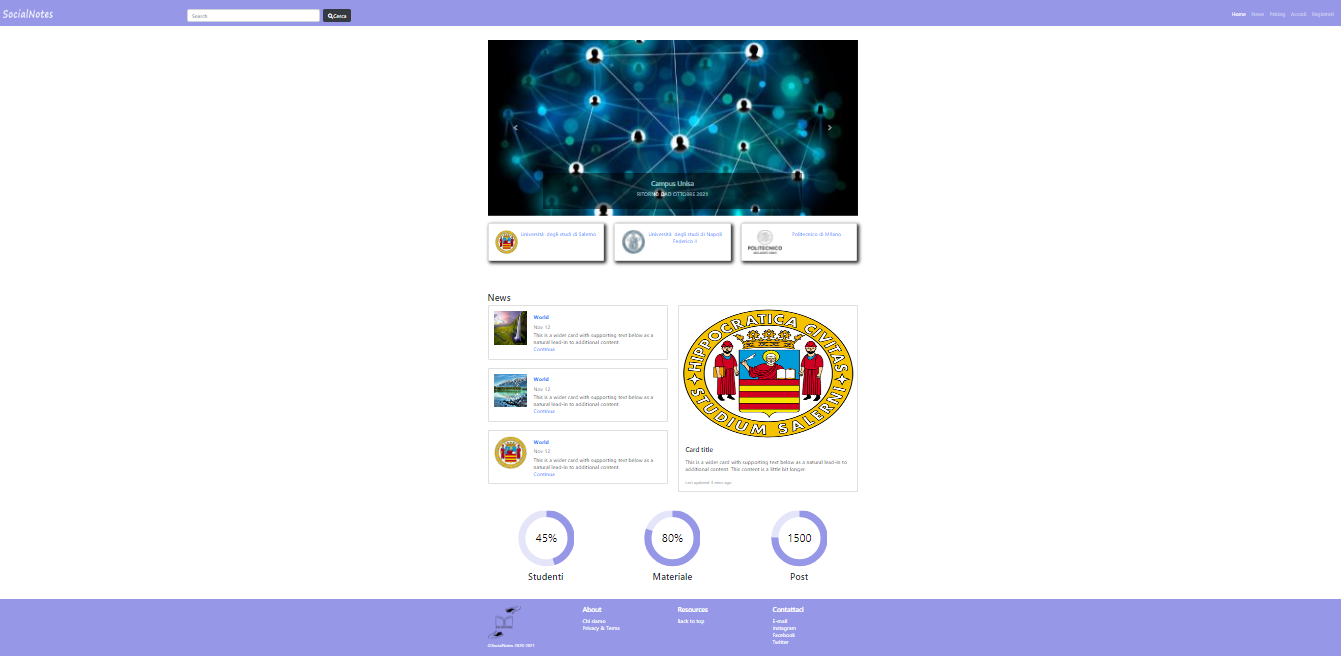 SocialNotes
Search
Cerca
Home News Pricing Accedi Registrati
Campus Unisa
RITORNO DAD OTTOBRE 2021
Università degli studi di Salerno
Università degli studi di Napoli
Federico II
POLITECNICO
MILANO 1863
Politecnico di Milano
News
World
Nov 12
This is a wider card with supporting text below as a
natural lead-in to additional content.
Continue
World
Nov 12
This is a wider card with supporting text below as a
natural lead-in to additional content.
Continue
World
Nov 12
This is a wider card with supporting text below as a
natural lead-in to additional content.
Continue
HIPPOCRATICA CIVITAS
STUDIUM SALERNI
Card title
This is a wider card with supporting text below as a natural lead-in to
additional content. This content is a little bit longer.
Last updated 3 mins ago
45%
Studenti
80%
Materiale
1500
Post
©SocialNotes 2020-2021
About
Chi siamo
Privacy & Terms
Resources
Back to top
Contattaci
E-mail
Instagram
Facebook
Twitter